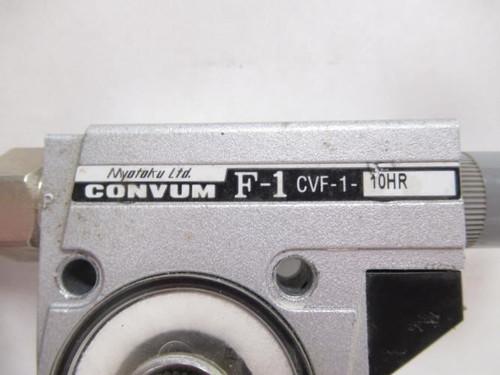 Myotoku Ltd.
CONVUM F-1 CVF-1-10HR